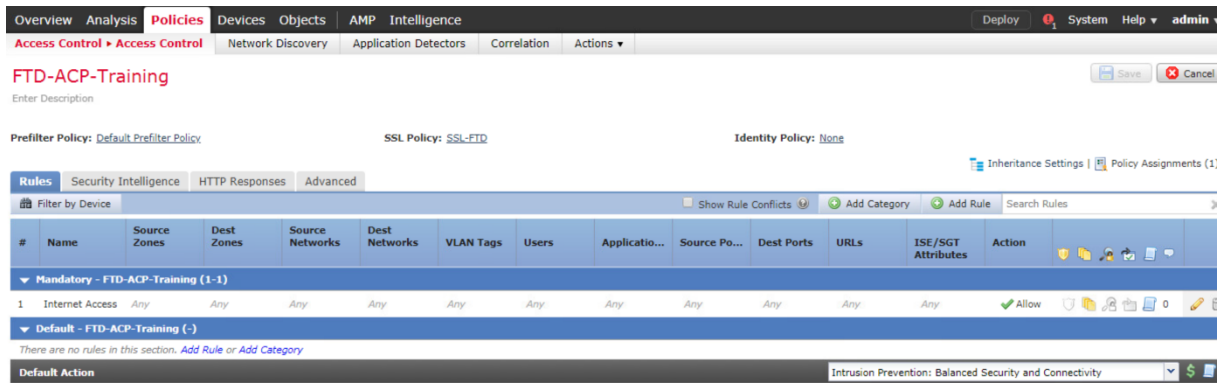 Overview Analysis Policies Devices Objects AMP Intelligence Deploy 1 System Help ▾ admin ▾
Access Control ▸ Access Control Network Discovery Application Detectors Correlation Actions ▾
FTD-ACP-Training Save Cancel
Enter Description
Prefilter Policy: Default Prefilter Policy SSL Policy: SSL-FTD Identity Policy: None
Inheritance Settings | Policy Assignments (1)
Rules Security Intelligence HTTP Responses Advanced
Filter by Device Show Rule Conflicts Add Category Add Rule Search Rules
# Name Source Zones Dest Zones Source Networks Dest Networks VLAN Tags Users Applicatio... Source Po... Dest Ports URLs ISE/SGT Attributes Action
Mandatory - FTD-ACP-Training (1-1)
1 Internet Access Any Any Any Any Any Any Any Any Any Any Any Allow 0
Default - FTD-ACP-Training (-)
There are no rules in this section. Add Rule or Add Category
Default Action Intrusion Prevention: Balanced Security and Connectivity